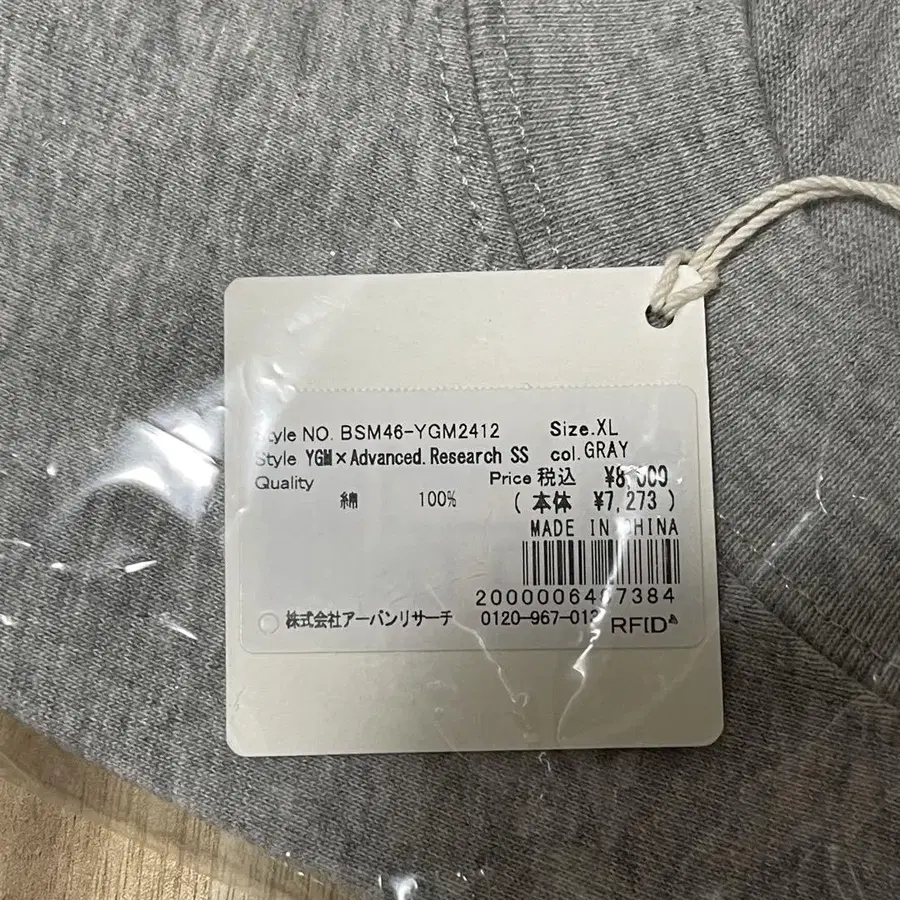 Style NO. BSM46-YGM2412 Size.XL
Style YGM×Advanced.Research SS col.GRAY
Quality Price 税込
綿 100% (本体 ¥7,273)
MADE IN CHINA
株式会社アーバンリサーチ RFID